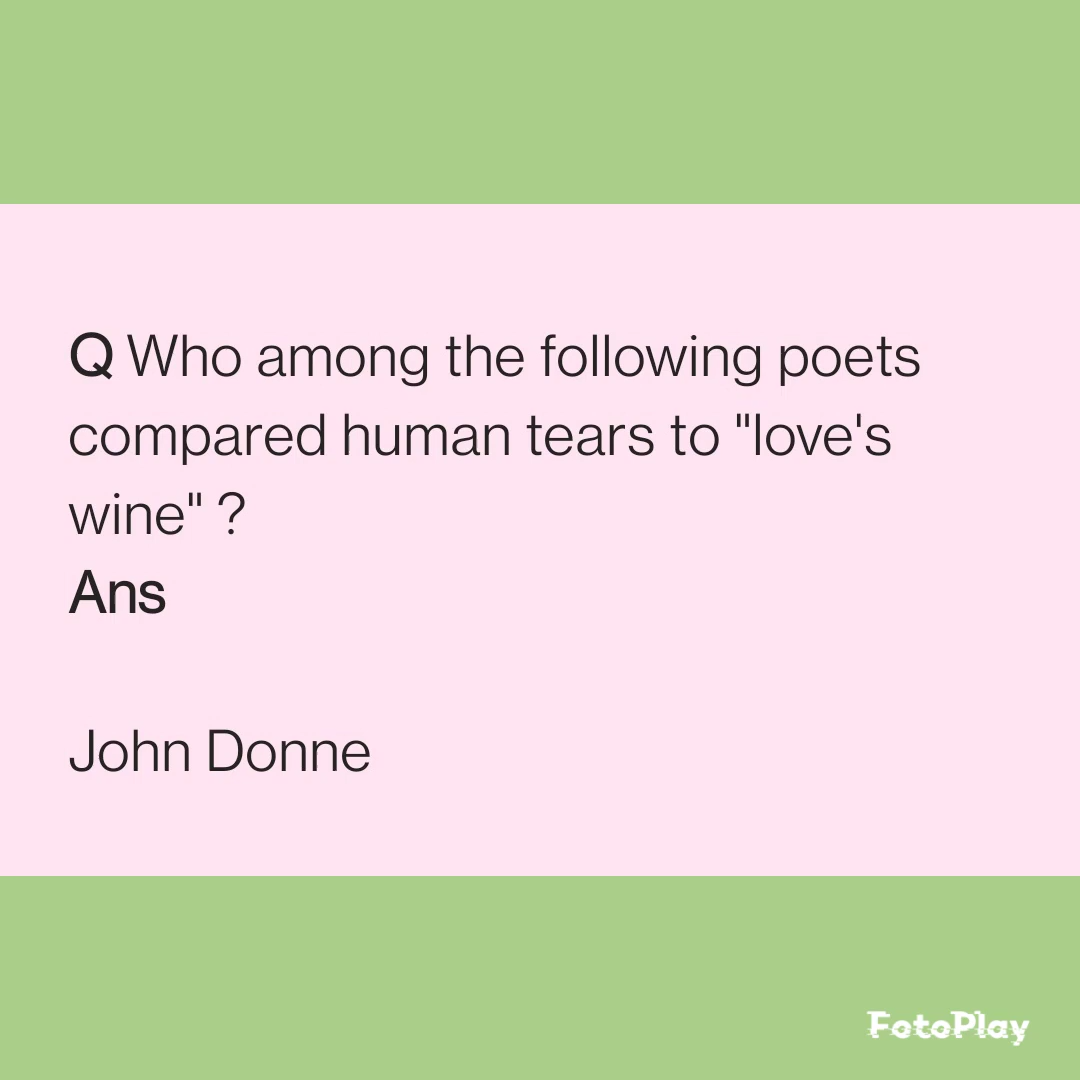 Q Who among the following poets
compared human tears to "love's
wine" ?
Ans
John Donne
FotoPlay